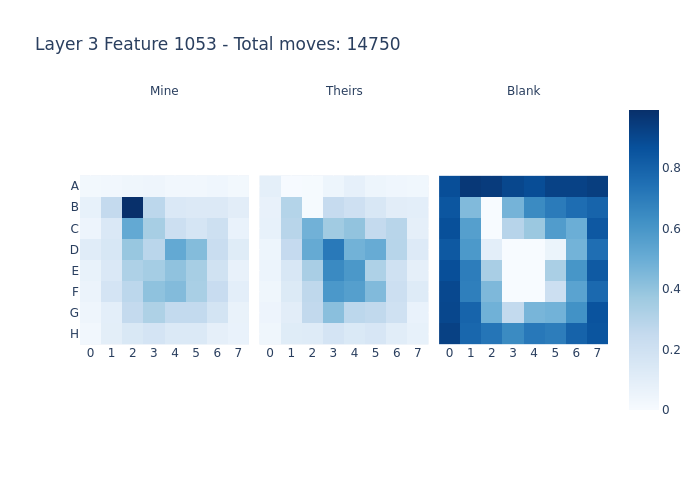 Layer 3 Feature 1053 - Total moves: 14750
Mine Theirs Blank
A
B
C
D
E
F
G
H
0 1 2 3 4 5 6 7 0 1 2 3 4 5 6 7 0 1 2 3 4 5 6 7
0.8
0.6
0.4
0.2
0